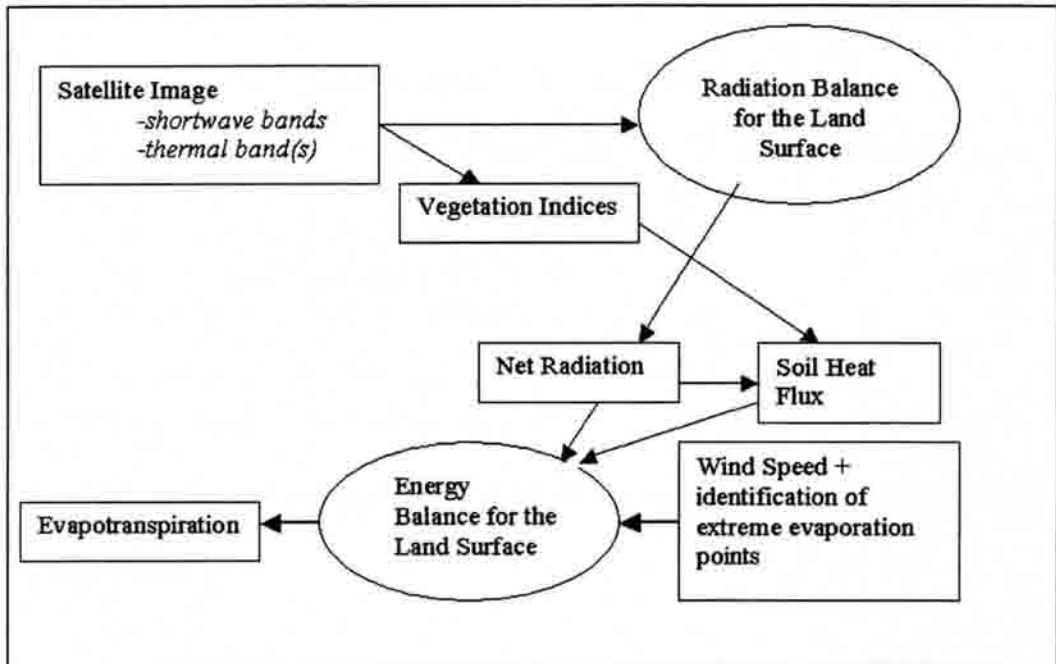 Satellite Image
-shortwave bands
-thermal band(s)
Radiation Balance
for the Land
Surface
Vegetation Indices
Net Radiation
Soil Heat
Flux
Energy
Balance for the
Land Surface
Wind Speed +
identification of
extreme evaporation
points
Evapotranspiration